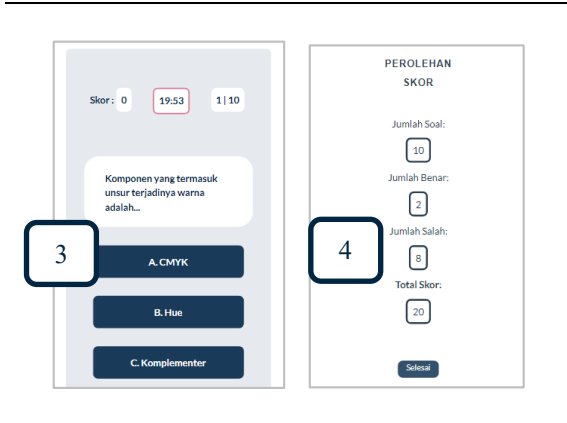 Skor : 0 19:53 1 | 10
Komponen yang termasuk
unsur terjadinya warna
adalah...
3
A. CMYK
B. Hue
C. Komplementer
PEROLEHAN
SKOR
Jumlah Soal:
10
Jumlah Benar:
2
4
Jumlah Salah:
8
Total Skor:
20
Selesai